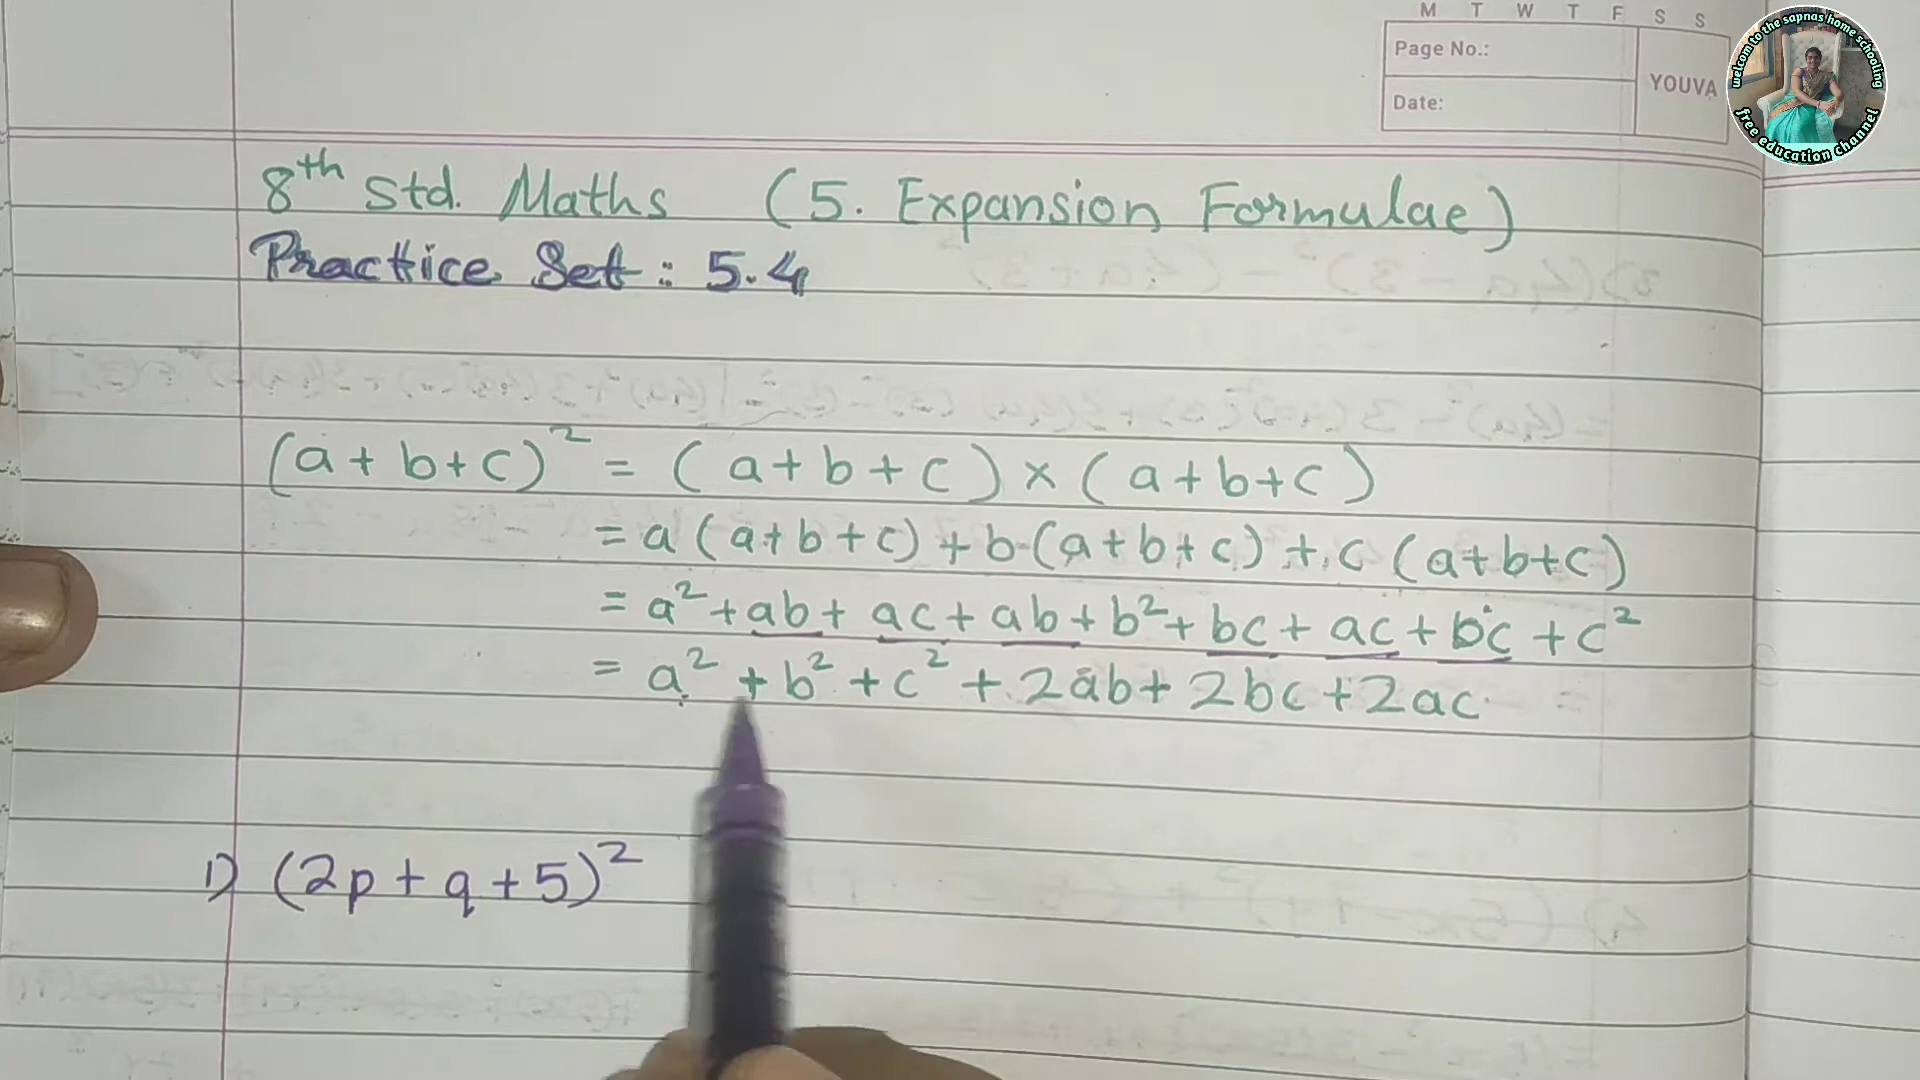 M T W T F S S
Page No.:
YOUVA
Date:
welcom to the sapnas home schooling
free education channel
8th Std. Maths (5. Expansion Formulae)
Practice Set : 5.4
(a + b + c)² = (a + b + c) × (a + b + c)
= a (a + b + c) + b (a + b + c) + c (a + b + c)
= a² + ab + ac + ab + b² + bc + ac + bc + c²
= a² + b² + c² + 2ab + 2bc + 2ac
1) (2p + q + 5)²